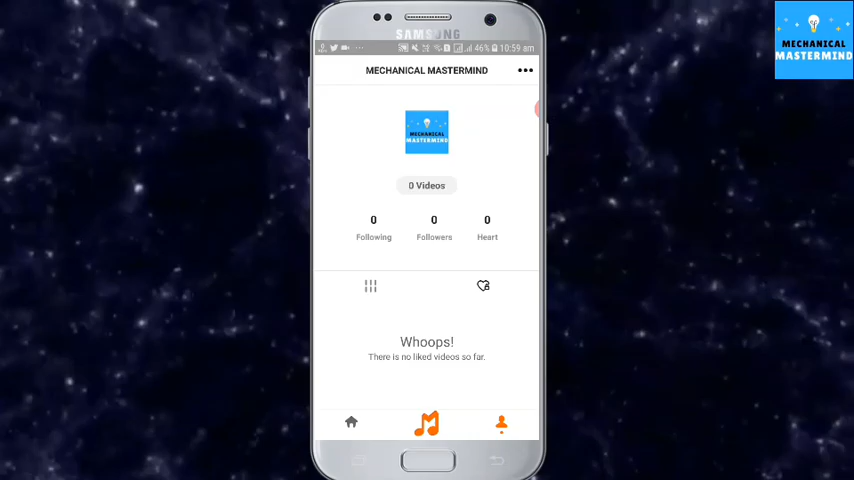 SAMSUNG
46% 10:59 am
MECHANICAL MASTERMIND
MECHANICAL
MASTERMIND
0 Videos
0 0 0
Following Followers Heart
Whoops!
There is no liked videos so far.
MECHANICAL
MASTERMIND